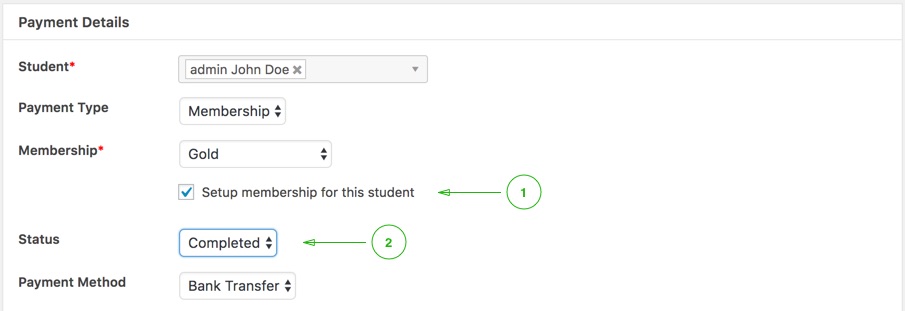 Payment Details
Student* admin John Doe ×
Payment Type Membership
Membership* Gold
Setup membership for this student 1
Status Completed 2
Payment Method Bank Transfer